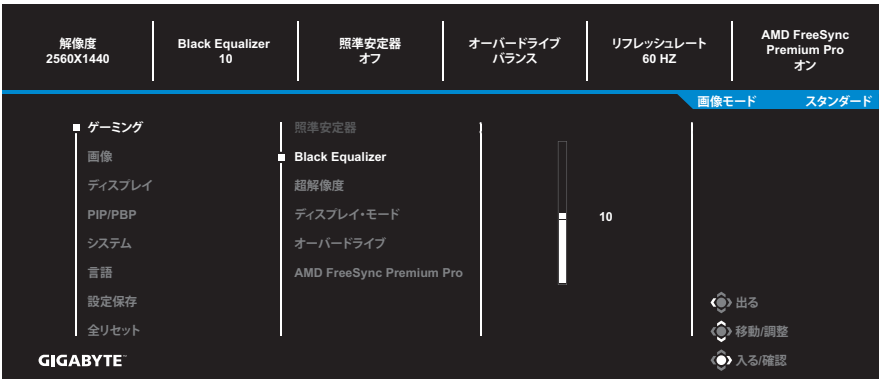 解像度
2560X1440
Black Equalizer
10
照準安定器
オフ
オーバードライブ
バランス
リフレッシュレート
60 HZ
AMD FreeSync
Premium Pro
オン
画像モード スタンダード
ゲーミング
画像
ディスプレイ
PIP/PBP
システム
言語
設定保存
全リセット
照準安定器
Black Equalizer
超解像度
ディスプレイ・モード
オーバードライブ
AMD FreeSync Premium Pro
10
出る
移動/調整
入る/確認
GIGABYTE™